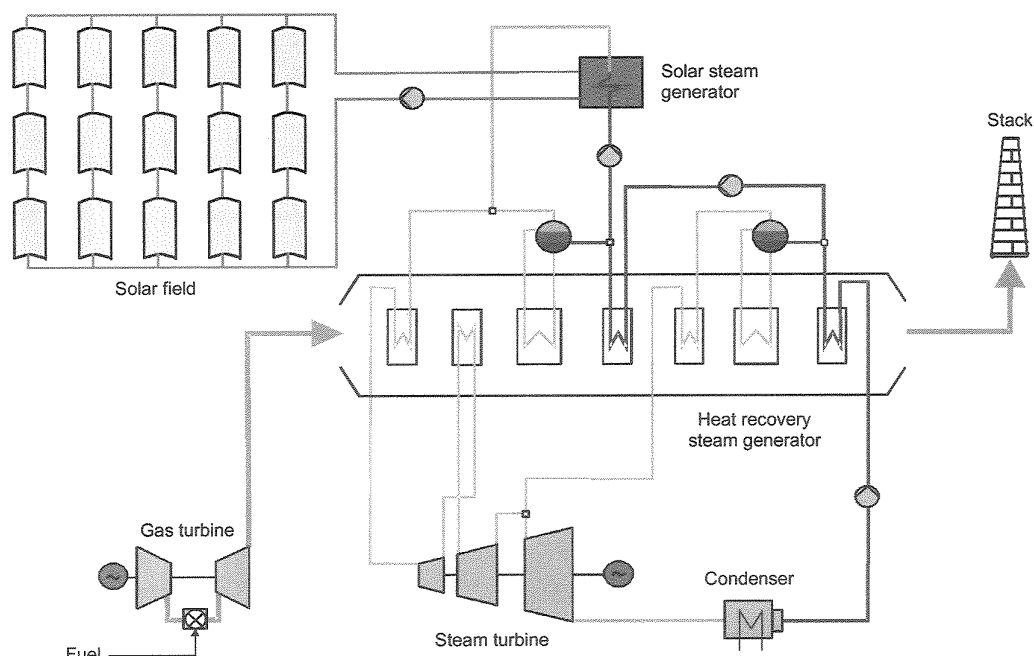 Solar steam
generator
Stack
Solar field
Heat recovery
steam generator
Gas turbine
Condenser
Steam turbine
Fuel